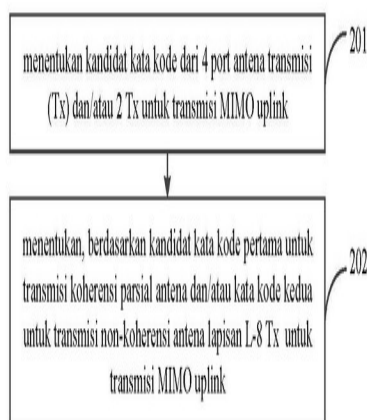 menentukan kandidat kata kode dari 4 port antena transmisi
(Tx) dan/atau 2 Tx untuk transmisi MIMO uplink
201
menentukan, berdasarkan kandidat kata kode pertama untuk
transmisi koherensi parsial antena dan/atau kata kode kedua
untuk transmisi non-koherensi antena lapisan L-8 Tx untuk
transmisi MIMO uplink
202